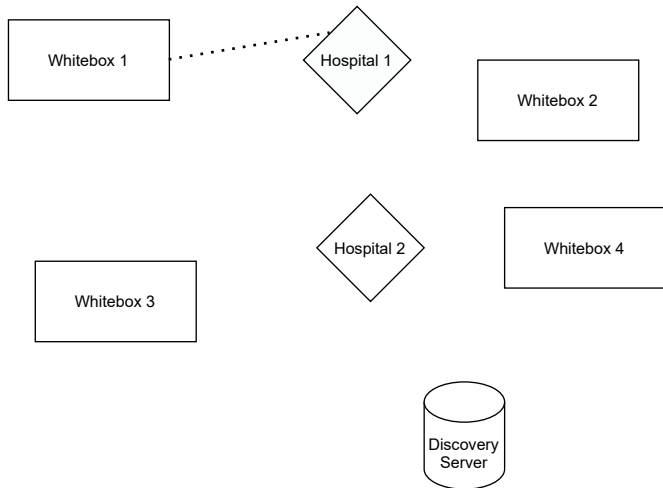 Whitebox 1
Hospital 1
Whitebox 2
Hospital 2
Whitebox 4
Whitebox 3
Discovery
Server